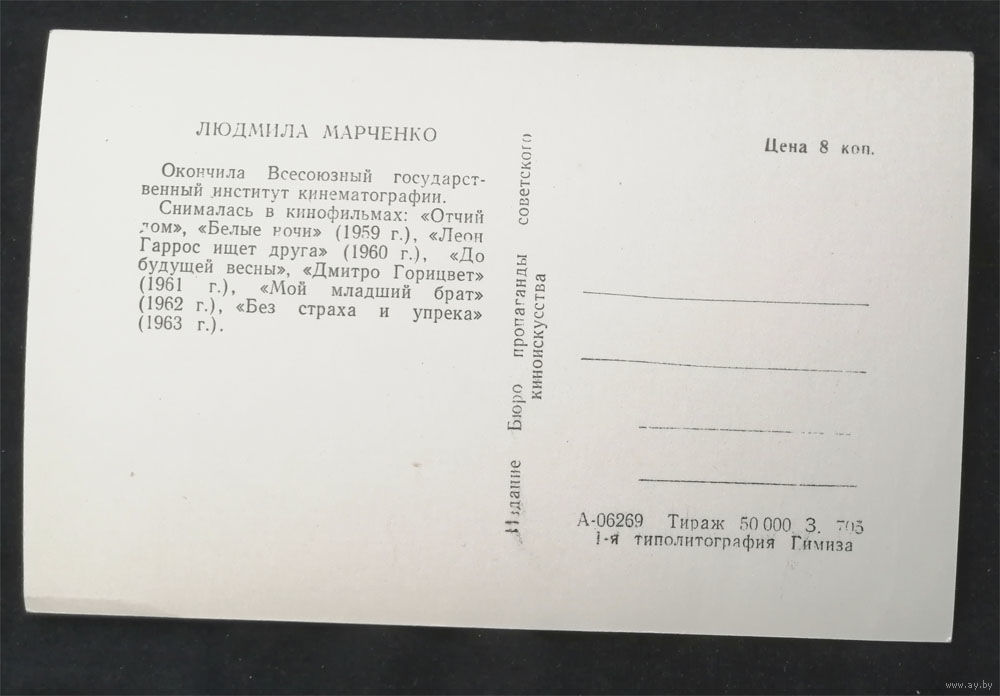 ЛЮДМИЛА МАРЧЕНКО
Окончила Всесоюзный государст-
венный институт кинематографии.
Снималась в кинофильмах: «Отчий
дом», «Белые ночи» (1959 г.), «Леон
Гаррос ищет друга» (1960 г.), «До
будущей весны», «Дмитро Горицвет»
(1961 г.), «Мой младший брат»
(1962 г.), «Без страха и упрека»
(1963 г.).
Издание Бюро пропаганды советского
киноискусства
Цена 8 коп.
А-06269 Тираж 50 000 З. 705
1-я типолитография Гимиза
www.ay.by